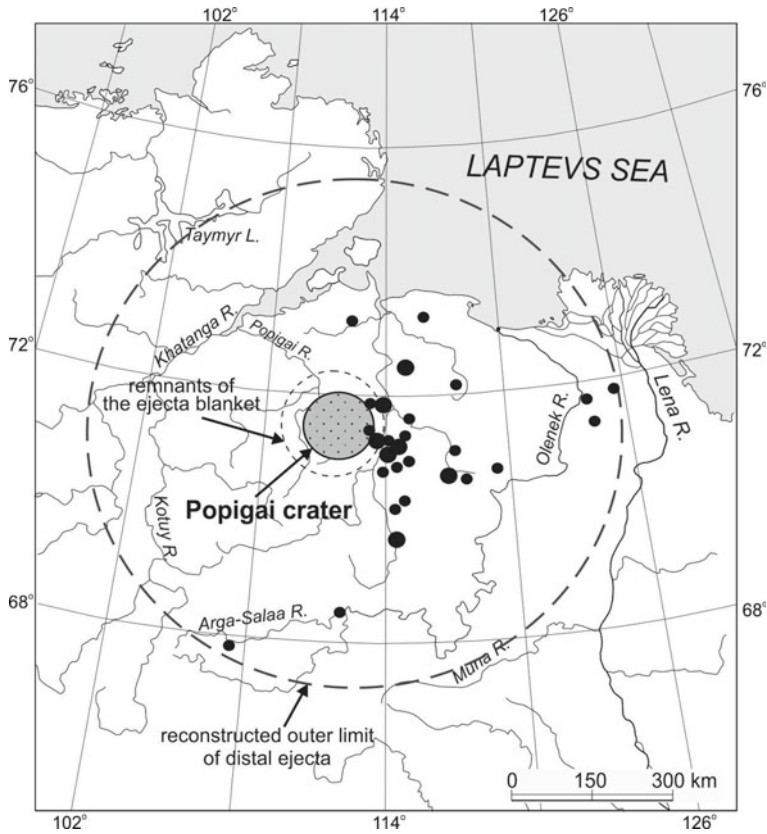 102°
114°
126°
76°
76°
LAPTEVS SEA
Taymyr L.
Khatanga R.
Popigai R.
72°
72°
remnants of
the ejecta blanket
Lena R.
Olenek R.
Popigai crater
Kotuy R.
68°
68°
Arga-Salaa R.
Muna R.
reconstructed outer limit
of distal ejecta
0 150 300 km
102°
114°
126°